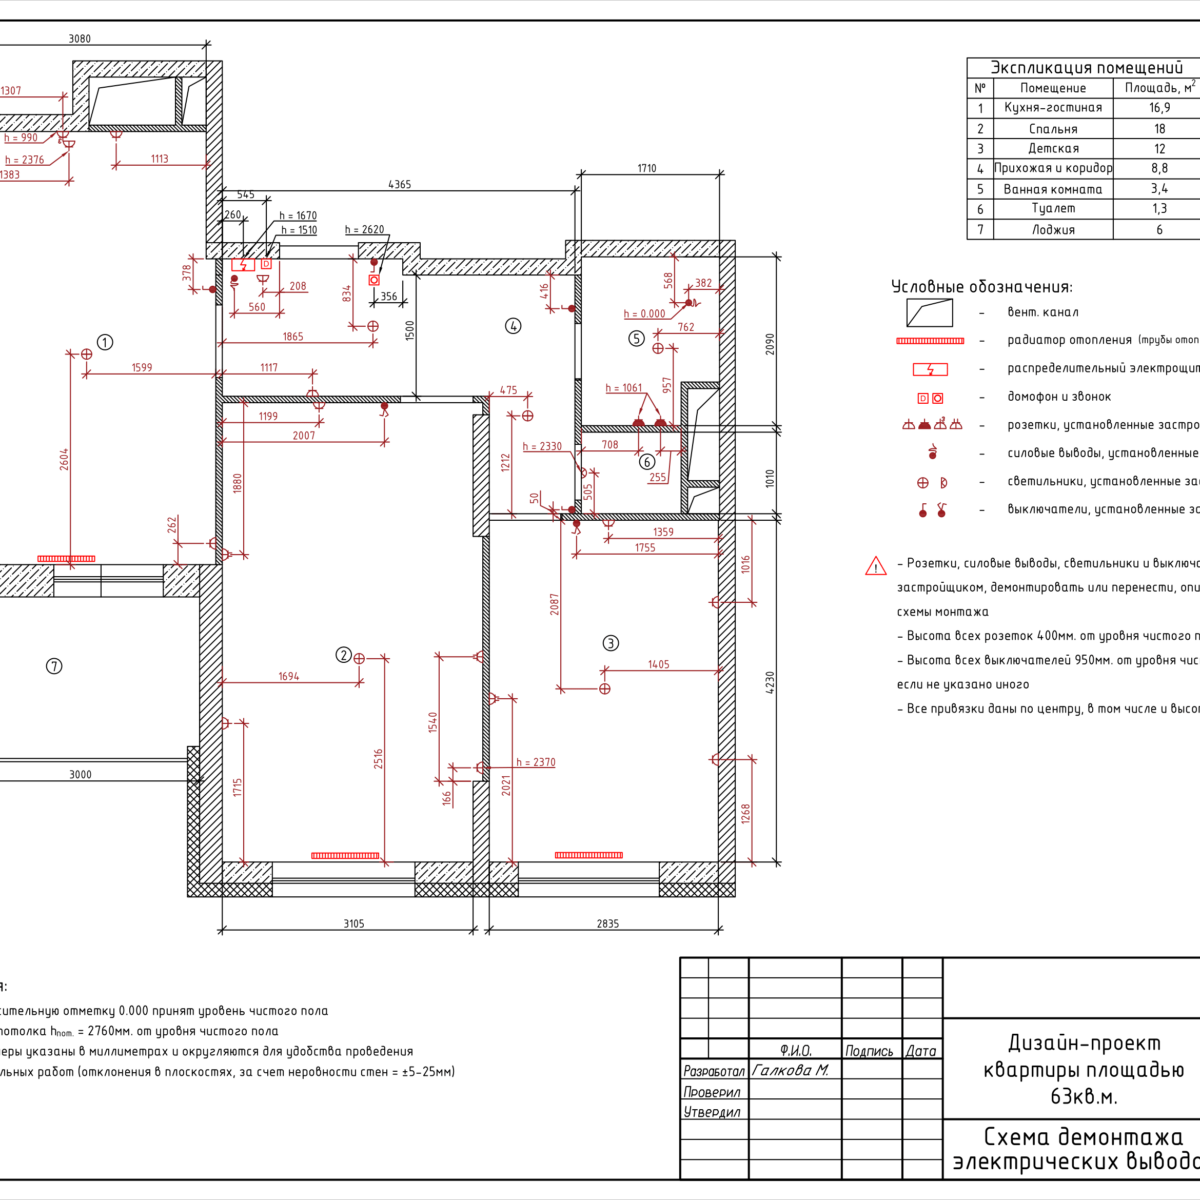 3080
1307
h = 990
h = 2376
1383
1113
1710
4365
545
260
h = 1670
h = 1510
h = 2620
378
208
560
834
356
1865
1500
416
568
382
h = 0.000
762
2090
957
h = 1061
1
4
5
1599
1117
475
1199
2007
h = 2330
708
6
255
2604
1880
1212
505
50
1010
262
1359
1755
1016
2087
7
2
3
1694
1405
4230
1540
2516
h = 2370
166
1715
2021
1268
3000
3105
2835
Экспликация помещений
№ Помещение Площадь, м2
1 Кухня-гостиная 16,9
2 Спальня 18
3 Детская 12
4 Прихожая и коридор 8,8
5 Ванная комната 3,4
6 Туалет 1,3
7 Лоджия 6
Условные обозначения:
– вент. канал
– радиатор отопления (трубы отоп
– распределительный электрощит
– домофон и звонок
– розетки, установленные застро
– силовые выводы, установленные
– светильники, установленные за
– выключатели, установленные за
!
– Розетки, силовые выводы, светильники и выключа
застройщиком, демонтировать или перенести, опи
схемы монтажа
– Высота всех розеток 400мм. от уровня чистого п
– Высота всех выключателей 950мм. от уровня чис
если не указано иного
– Все привязки даны по центру, в том числе и высо
я:
сительную отметку 0.000 принят уровень чистого пола
потолка hпот. = 2760мм. от уровня чистого пола
еры указаны в миллиметрах и округляются для удобства проведения
льных работ (отклонения в плоскостях, за счет неровности стен = ±5-25мм)
Ф.И.О. Подпись Дата
Разработал Галкова М.
Проверил
Утвердил
Дизайн-проект
квартиры площадью
63кв.м.
Схема демонтажа
электрических выводо